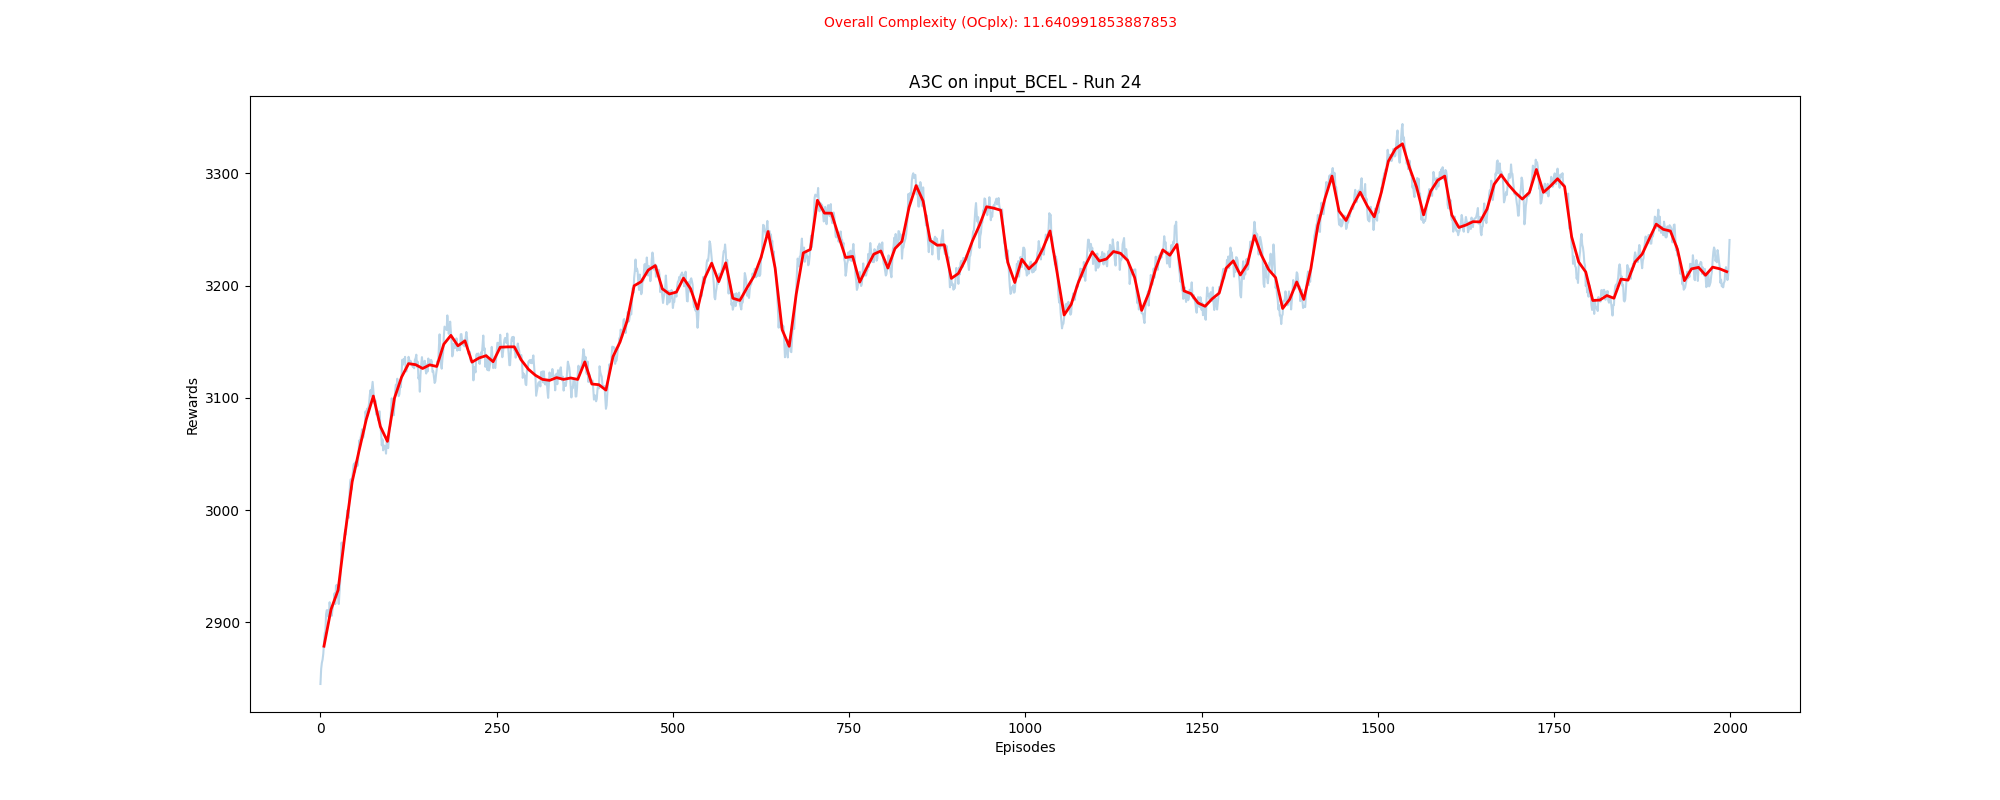 Overall Complexity (OCplx): 11.640991853887853
A3C on input_BCEL - Run 24
3300
3200
3100
3000
2900
Rewards
0 250 500 750 1000 1250 1500 1750 2000
Episodes